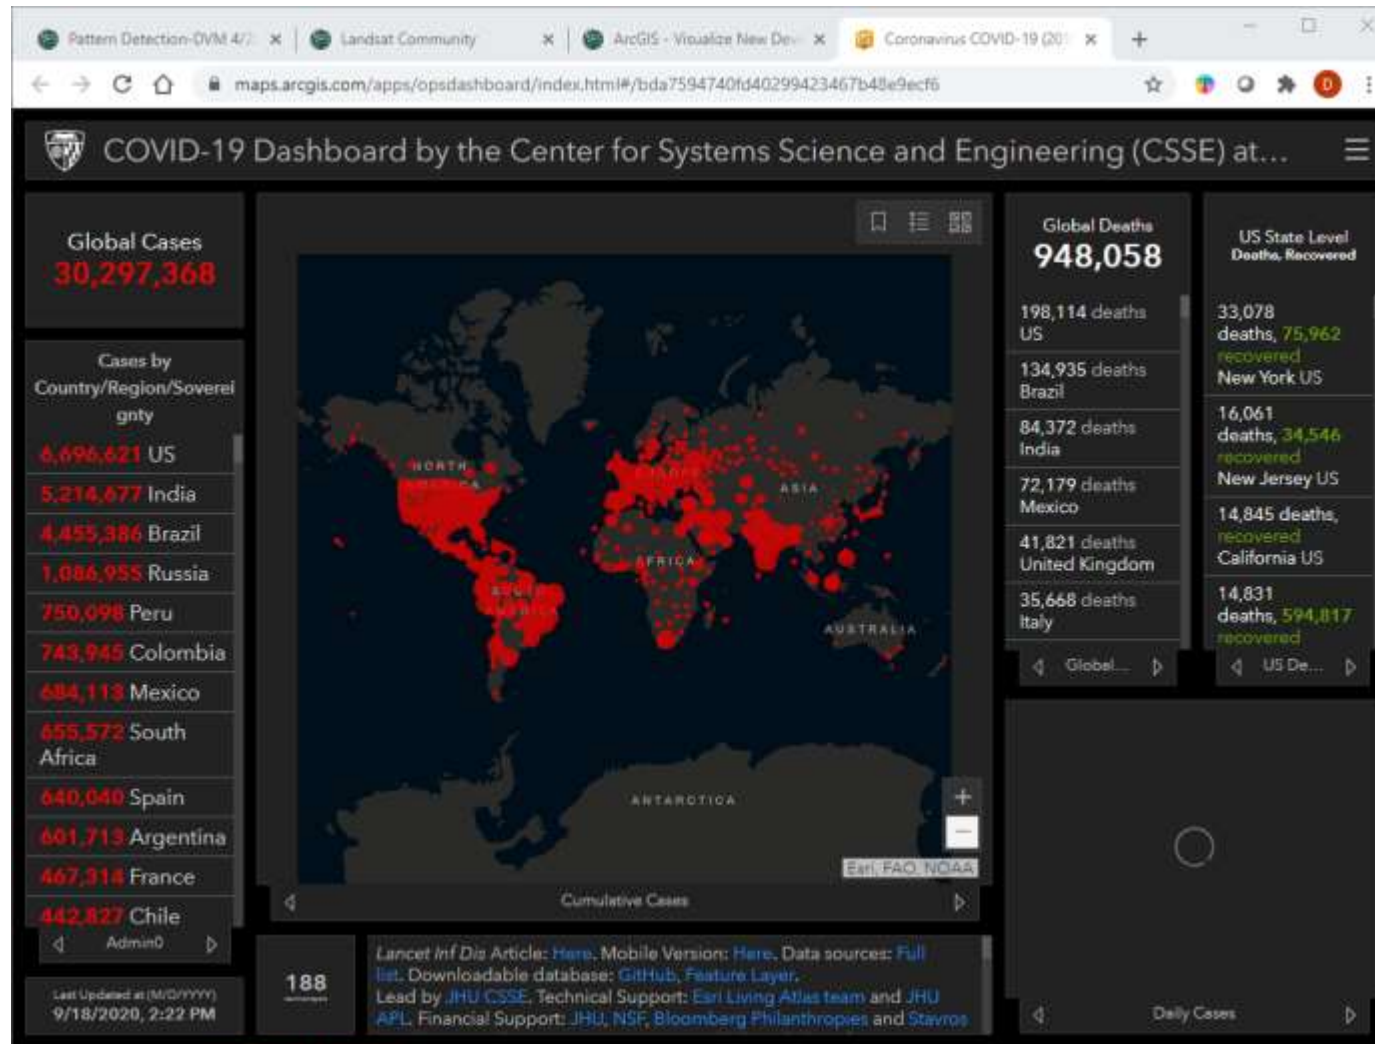 Pattern Detection-DVM 4/2
Landsat Community
ArcGIS - Visualize New Dev
Coronavirus COVID-19 (201
maps.arcgis.com/apps/opsdashboard/index.html#/bda7594740fd40299423467b48e9ecf6
D
COVID-19 Dashboard by the Center for Systems Science and Engineering (CSSE) at...
Global Cases
30,297,368
Cases by
Country/Region/Soverei
gnty
6,696,621 US
5,214,677 India
4,455,386 Brazil
1,086,955 Russia
750,098 Peru
743,945 Colombia
684,113 Mexico
655,572 South
Africa
640,040 Spain
601,713 Argentina
467,314 France
442,827 Chile
Admin0
Last Updated at (M/D/YYYY)
9/18/2020, 2:22 PM
NORTH
AMERICA
SOUTH
AMERICA
EUROPE
ASIA
AFRICA
AUSTRALIA
ANTARCTICA
Esri, FAO, NOAA
Cumulative Cases
188
Lancet Inf Dis Article: Here. Mobile Version: Here. Data sources: Full
list. Downloadable database: GitHub, Feature Layer.
Lead by JHU CSSE. Technical Support: Esri Living Atlas team and JHU
APL. Financial Support: JHU, NSF, Bloomberg Philanthropies and Stavros
Global Deaths
948,058
198,114 deaths
US
134,935 deaths
Brazil
84,372 deaths
India
72,179 deaths
Mexico
41,821 deaths
United Kingdom
35,668 deaths
Italy
Global...
US State Level
Deaths, Recovered
33,078
deaths, 75,962
recovered
New York US
16,061
deaths, 34,546
recovered
New Jersey US
14,845 deaths,
recovered
California US
14,831
deaths, 594,817
recovered
US De...
Daily Cases